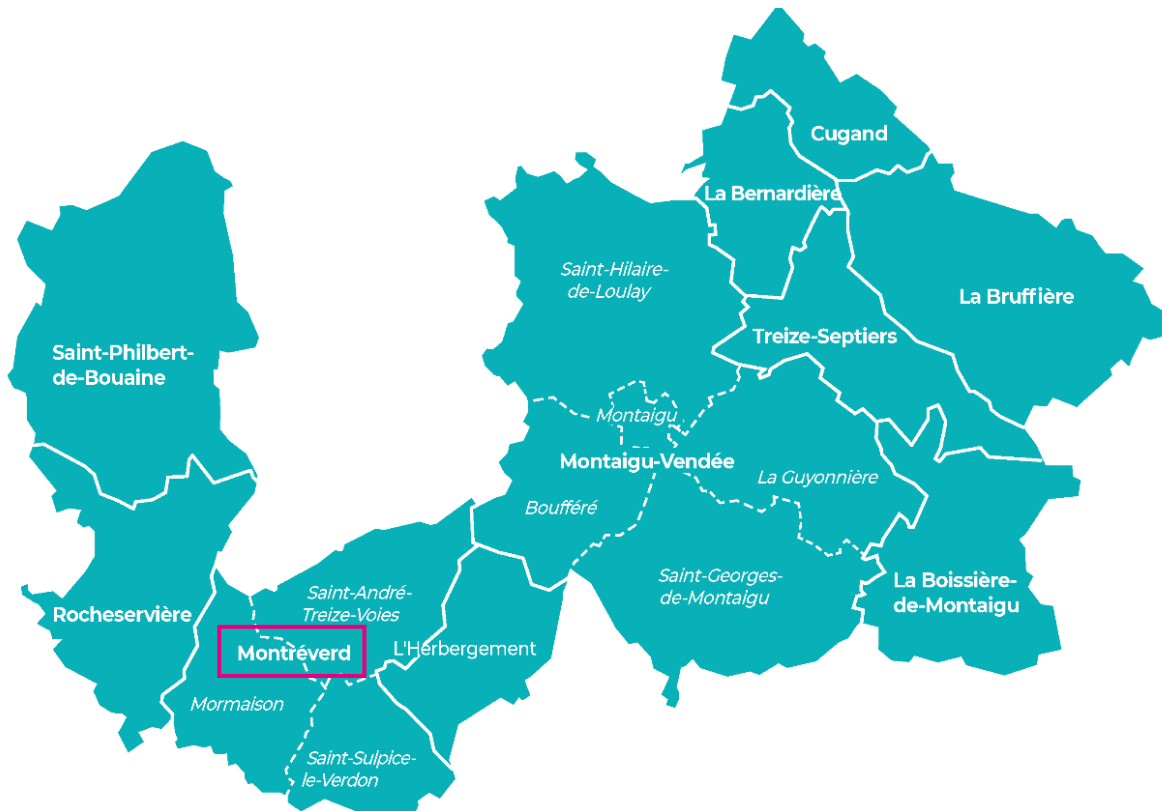 Cugand
La Bernardière
Saint-Hilaire-
de-Loulay
La Bruffière
Treize-Septiers
Saint-Philbert-
de-Bouaine
Montaigu
Montaigu-Vendée
La Guyonnière
Boufféré
Saint-Georges-
de-Montaigu
La Boissière-
de-Montaigu
Saint-André-
Treize-Voies
Rocheservière
L'Herbergement
Montréverd
Mormaison
Saint-Sulpice-
le-Verdon